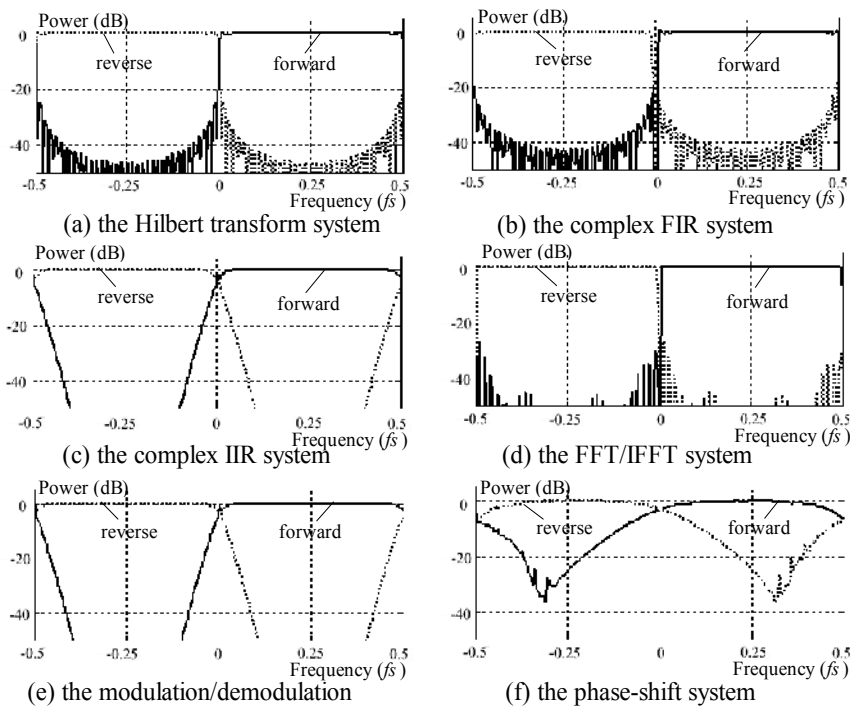 Power (dB)
0
reverse
forward
-20
-40
-0.5
-0.25
0
0.25
0.5
Frequency (fs )
(a) the Hilbert transform system
Power (dB)
0
reverse
forward
-20
-40
-0.5
-0.25
0
0.25
0.5
Frequency (fs )
(b) the complex FIR system
Power (dB)
0
reverse
forward
-20
-40
-0.5
-0.25
0
0.25
0.5
Frequency (fs )
(c) the complex IIR system
Power (dB)
0
reverse
forward
-20
-40
-0.5
-0.25
0
0.25
0.5
Frequency (fs )
(d) the FFT/IFFT system
Power (dB)
0
reverse
forward
-20
-40
-0.5
-0.25
0
0.25
0.5
Frequency (fs )
(e) the modulation/demodulation
Power (dB)
0
reverse
forward
-20
-40
-0.5
-0.25
0
0.25
0.5
Frequency (fs )
(f) the phase-shift system